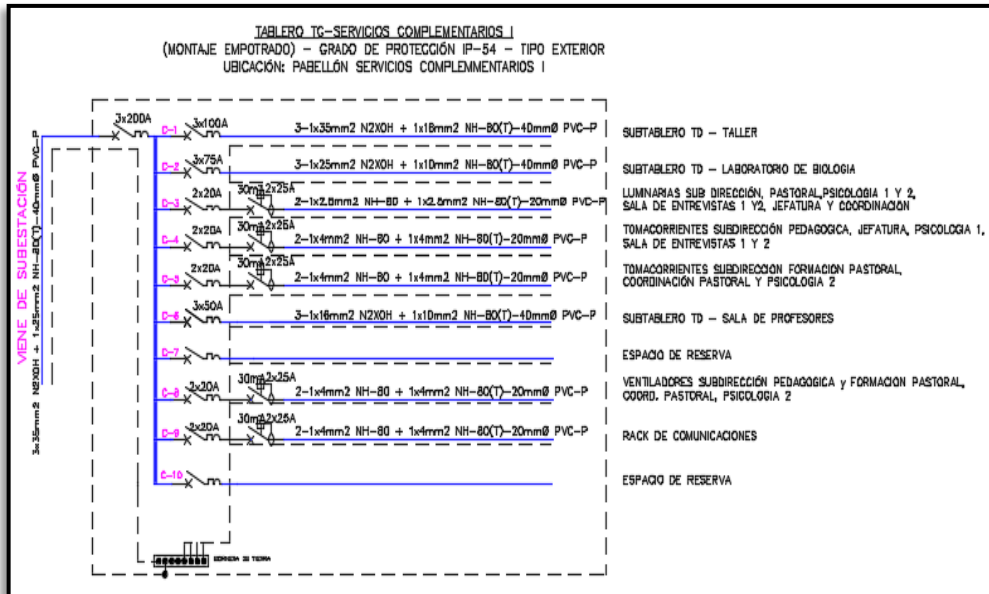 TABLERO TG-SERVICIOS COMPLEMENTARIOS I
(MONTAJE EMPOTRADO) - GRADO DE PROTECCIÓN IP-54 - TIPO EXTERIOR
UBICACIÓN: PABELLÓN SERVICIOS COMPLEMMENTARIOS I
VIENE DE SUBESTACIÓN
3x35mm2 N2XOH + 1x25mm2 NH-80(T)-40mmØ PVC-P
3x200A
C-1 3x100A 3-1x35mm2 N2XOH + 1x16mm2 NH-80(T)-40mmØ PVC-P SUBTABLERO TD - TALLER
C-2 3x75A 3-1x25mm2 N2XOH + 1x10mm2 NH-80(T)-40mmØ PVC-P SUBTABLERO TD - LABORATORIO DE BIOLOGIA
C-3 2x20A 30mA 2x25A 2-1x2.5mm2 NH-80 + 1x2.5mm2 NH-80(T)-20mmØ PVC-P LUMINARIAS SUB DIRECCIÓN, PASTORAL,PSICOLOGIA 1 Y 2,
SALA DE ENTREVISTAS 1 Y2, JEFATURA Y COORDINACIÓN
C-4 2x20A 30mA 2x25A 2-1x4mm2 NH-80 + 1x4mm2 NH-80(T)-20mmØ PVC-P TOMACORRIENTES SUBDIRECCIÓN PEDAGOGICA, JEFATURA, PSICOLOGIA 1,
SALA DE ENTREVISTAS 1 Y 2
C-5 2x20A 30mA 2x25A 2-1x4mm2 NH-80 + 1x4mm2 NH-80(T)-20mmØ PVC-P TOMACORRIENTES SUBDIRECCION FORMACION PASTORAL,
COORDINACIÓN PASTORAL Y PSICOLOGIA 2
C-6 3x50A 3-1x16mm2 N2XOH + 1x10mm2 NH-80(T)-40mmØ PVC-P SUBTABLERO TD - SALA DE PROFESORES
C-7 ESPACIO DE RESERVA
C-8 2x20A 30mA 2x25A 2-1x4mm2 NH-80 + 1x4mm2 NH-80(T)-20mmØ PVC-P VENTILADORES SUBDIRECCIÓN PEDAGOGICA y FORMACION PASTORAL,
COORD. PASTORAL, PSICOLOGIA 2
C-9 2x20A 30mA 2x25A 2-1x4mm2 NH-80 + 1x4mm2 NH-80(T)-20mmØ PVC-P RACK DE COMUNICACIONES
C-10 ESPACIO DE RESERVA